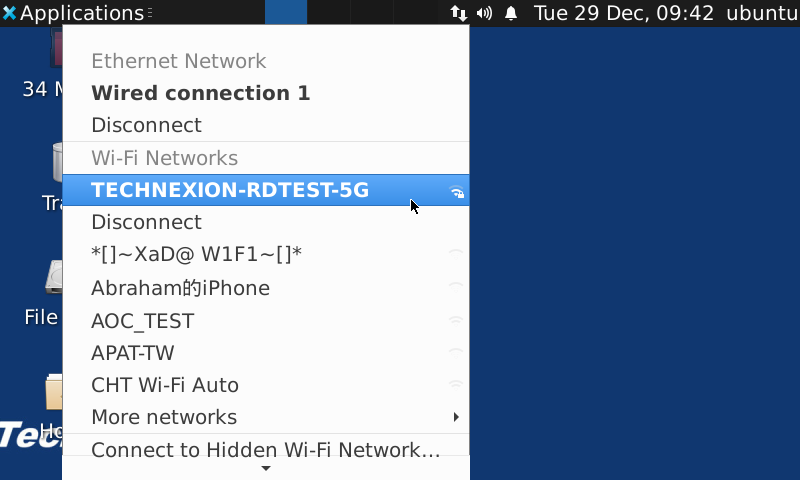 Applications
Tue 29 Dec, 09:42 ubuntu
Ethernet Network
Wired connection 1
Disconnect
Wi-Fi Networks
TECHNEXION-RDTEST-5G
Disconnect
*[]~XaD@ W1F1~[]*
Abraham的iPhone
AOC_TEST
APAT-TW
CHT Wi-Fi Auto
More networks
Connect to Hidden Wi-Fi Network...
34 M
Tra
File
Ho
Tec